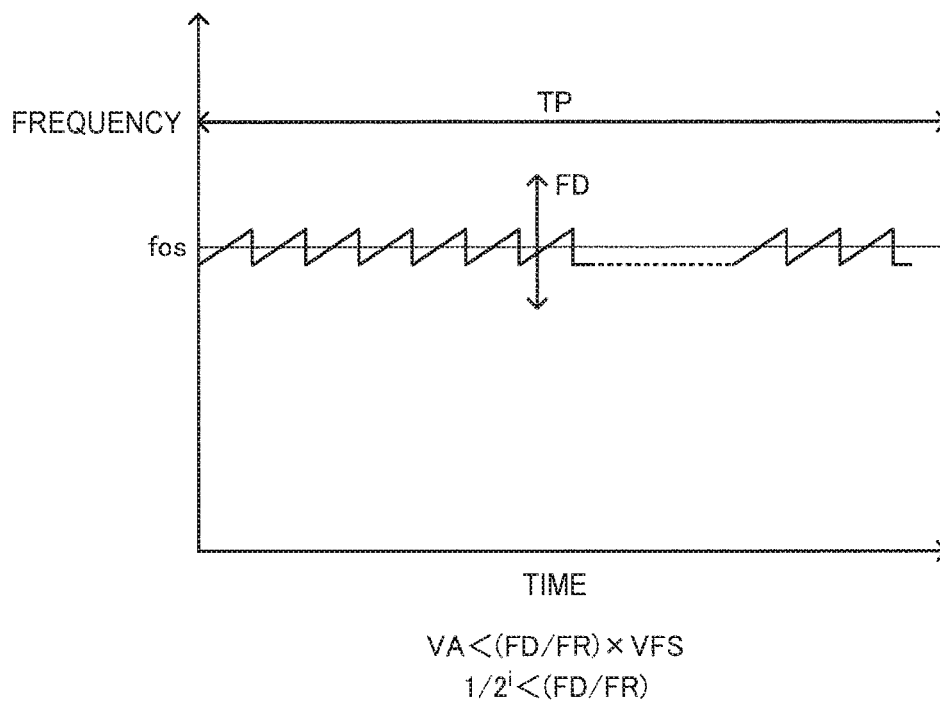 TP
FREQUENCY
FD
fos
TIME
VA<(FD/FR)×VFS
1/2ⁱ<(FD/FR)